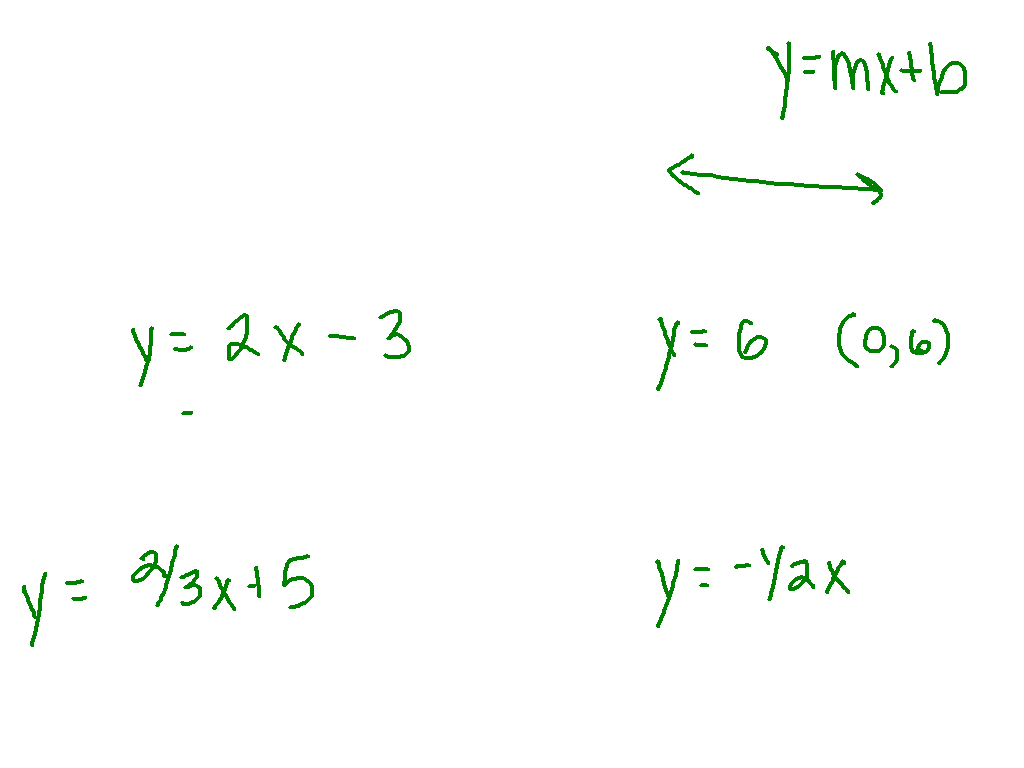 y=mx+b
y= 2x - 3
y= 6 (0,6)
-
y= 2/3x+5
y= -1/2x